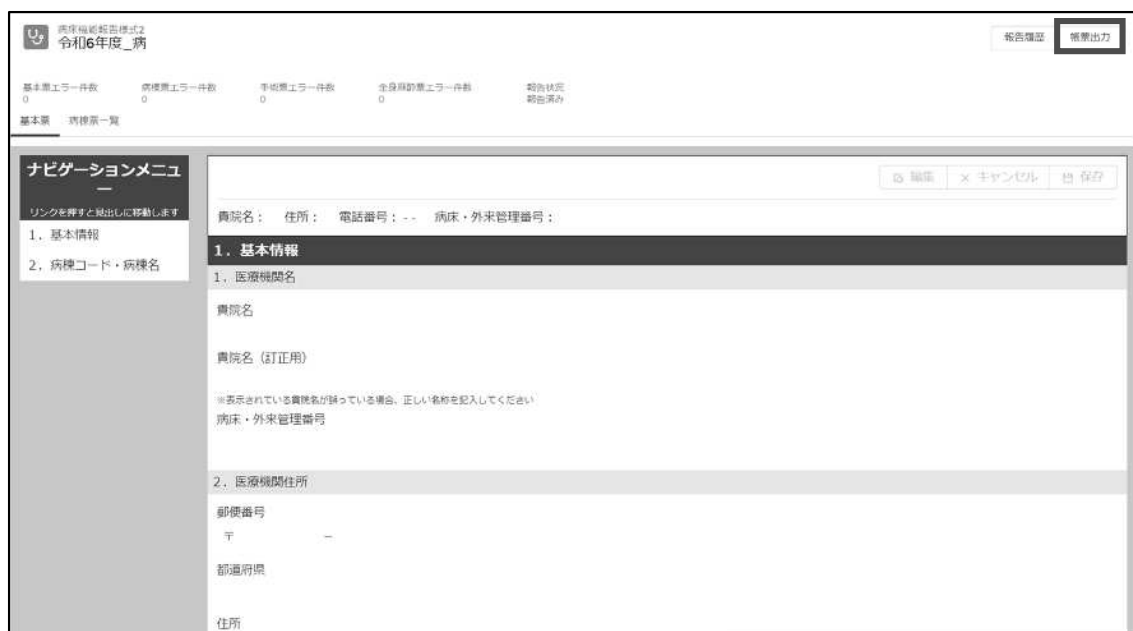 病床機能報告様式2
令和6年度_病
報告履歴 帳票出力
基本票エラー件数 病棟票エラー件数 手術票エラー件数 全身麻酔票エラー件数 報告状況
0 0 0 0 報告済み
基本票 病棟票一覧
ナビゲーションメニュ
ー
リンクを押すと見出しに移動します
1. 基本情報
2. 病棟コード・病棟名
編集 × キャンセル 保存
貴院名: 住所: 電話番号: - - 病床・外来管理番号:
1. 基本情報
1. 医療機関名
貴院名
貴院名（訂正用）
※表示されている貴院名が誤っている場合、正しい名称を記入してください
病床・外来管理番号
2. 医療機関住所
郵便番号
〒 －
都道府県
住所